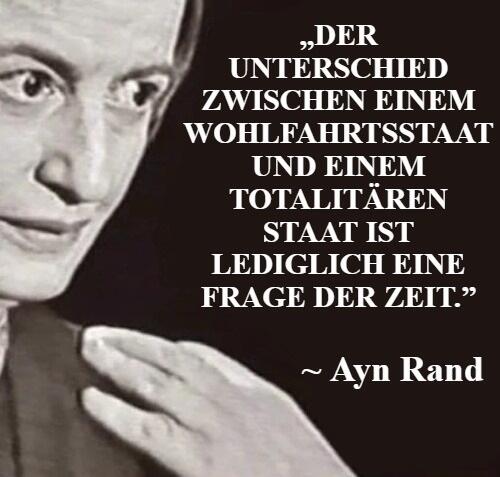 „DER
UNTERSCHIED
ZWISCHEN EINEM
WOHLFAHRTSSTAAT
UND EINEM
TOTALITÄREN
STAAT IST
LEDIGLICH EINE
FRAGE DER ZEIT.”
~ Ayn Rand